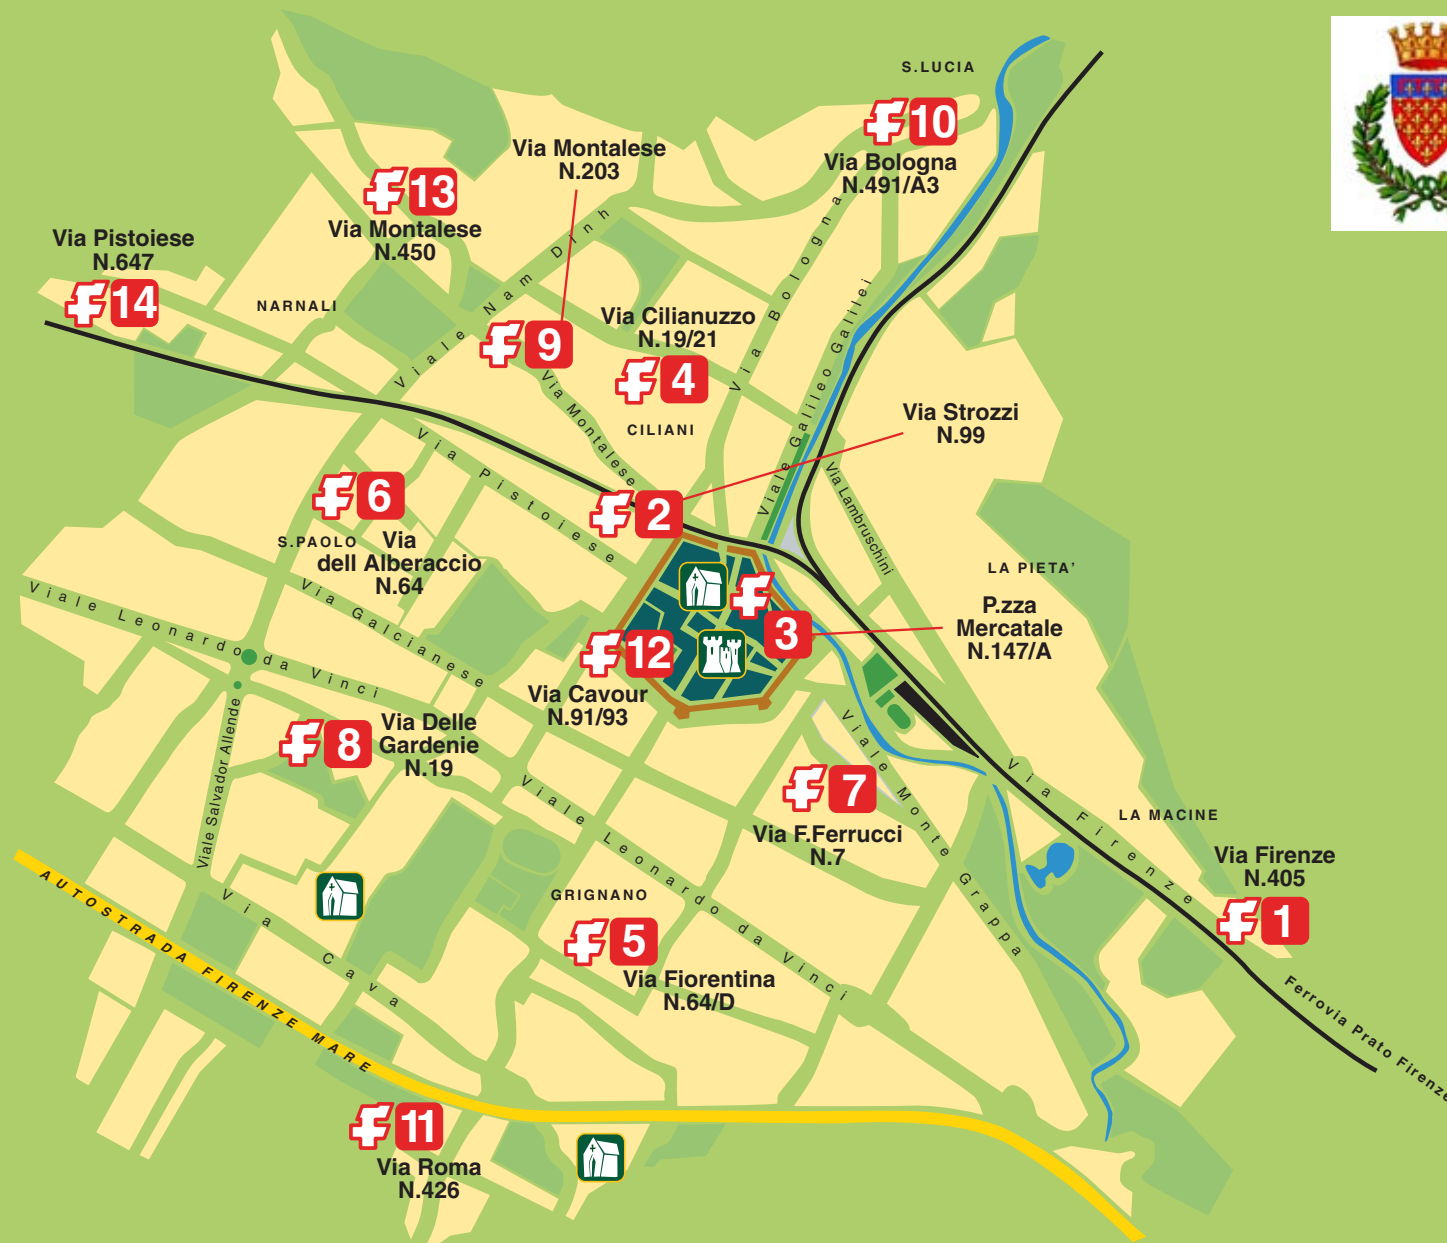 S.LUCIA
10
Via Bologna
N.491/A3
Via Montalese
N.203
13
Via Montalese
N.450
Via Pistoiese
N.647
14
NARNALI
Viale Nam Dinh
9
Via Cilianuzzo
N.19/21
4
CILIANI
Via Bologna
Viale Galileo Galilei
Via Montalese
Via Strozzi
N.99
2
Via Pistoiese
Via Lambruschini
6
S.PAOLO
Via
dell Alberaccio
N.64
LA PIETA'
P.zza
Mercatale
N.147/A
3
12
Via Cavour
N.91/93
Via Galcianese
Viale Leonardo da Vinci
Viale Salvador Allende
8
Via Delle
Gardenie
N.19
Viale Leonardo da Vinci
7
Via F.Ferrucci
N.7
Viale Monte Grappa
Via Firenze
LA MACINE
Via Firenze
N.405
1
Ferrovia Prato Firenze
GRIGNANO
5
Via Fiorentina
N.64/D
Via Cava
AUTOSTRADA FIRENZE MARE
11
Via Roma
N.426